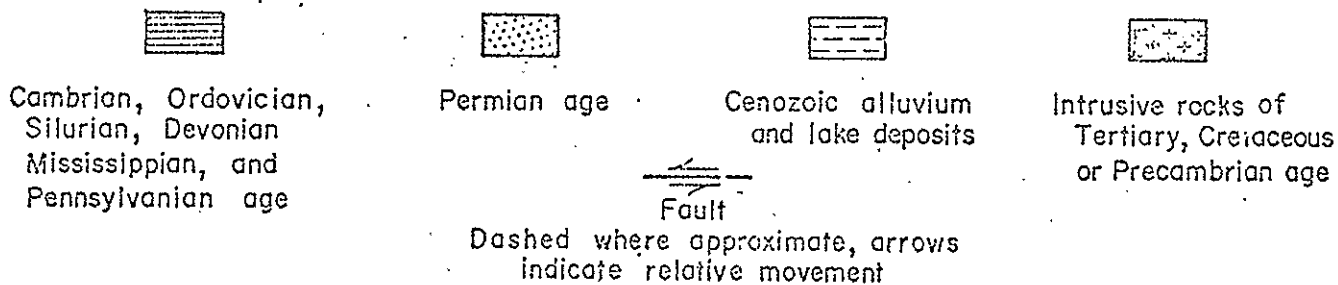 Cambrian, Ordovician,
Silurian, Devonian
Mississippian, and
Pennsylvanian age
Permian age
Cenozoic alluvium
and lake deposits
Intrusive rocks of
Tertiary, Cretaceous
or Precambrian age
Fault
Dashed where approximate, arrows
indicate relative movement